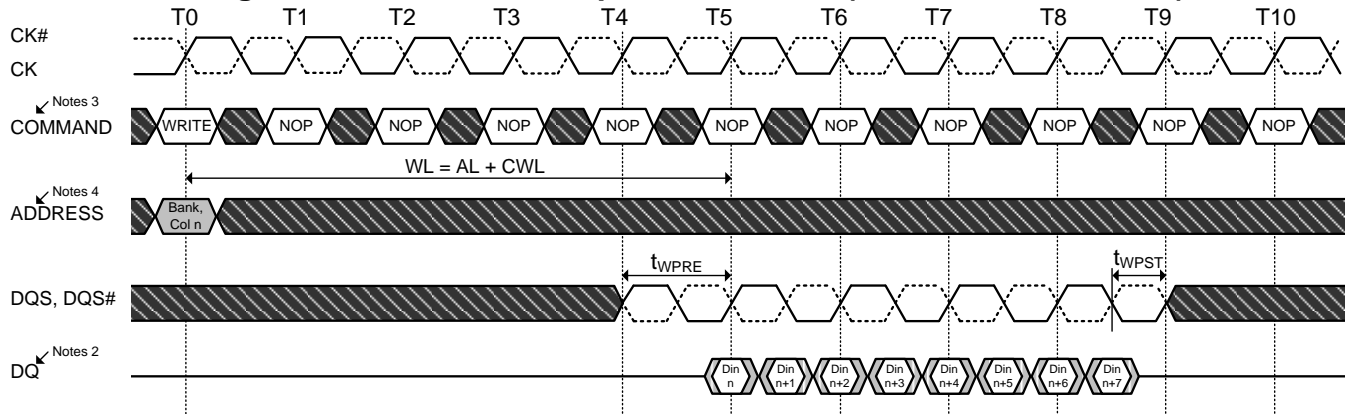 T0 T1 T2 T3 T4 T5 T6 T7 T8 T9 T10
CK#
CK
Notes 3
COMMAND
WRITE NOP NOP NOP NOP NOP NOP NOP NOP NOP NOP
WL = AL + CWL
Notes 4
ADDRESS
Bank,
Col n
tWPRE
tWPST
DQS, DQS#
Notes 2
DQ
Din Din Din Din Din Din Din Din
n n+1 n+2 n+3 n+4 n+5 n+6 n+7